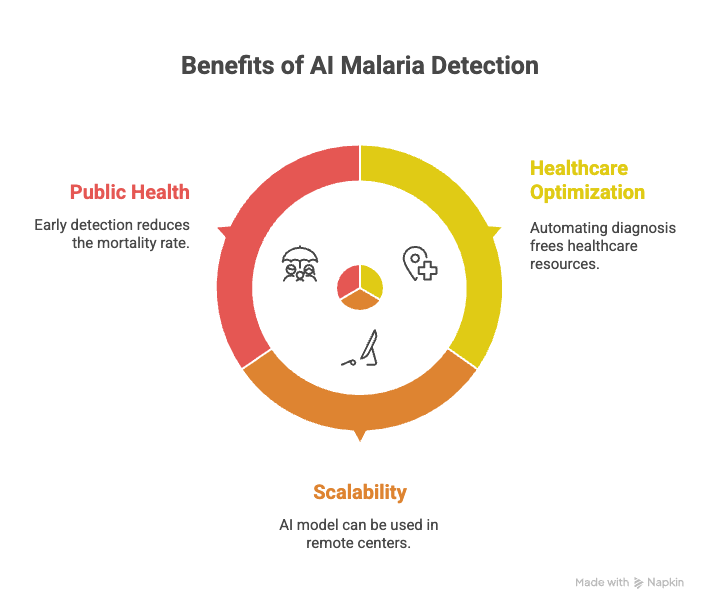 Benefits of AI Malaria Detection
Public Health
Early detection reduces
the mortality rate.
Healthcare
Optimization
Automating diagnosis
frees healthcare
resources.
Scalability
AI model can be used in
remote centers.
Made with Napkin